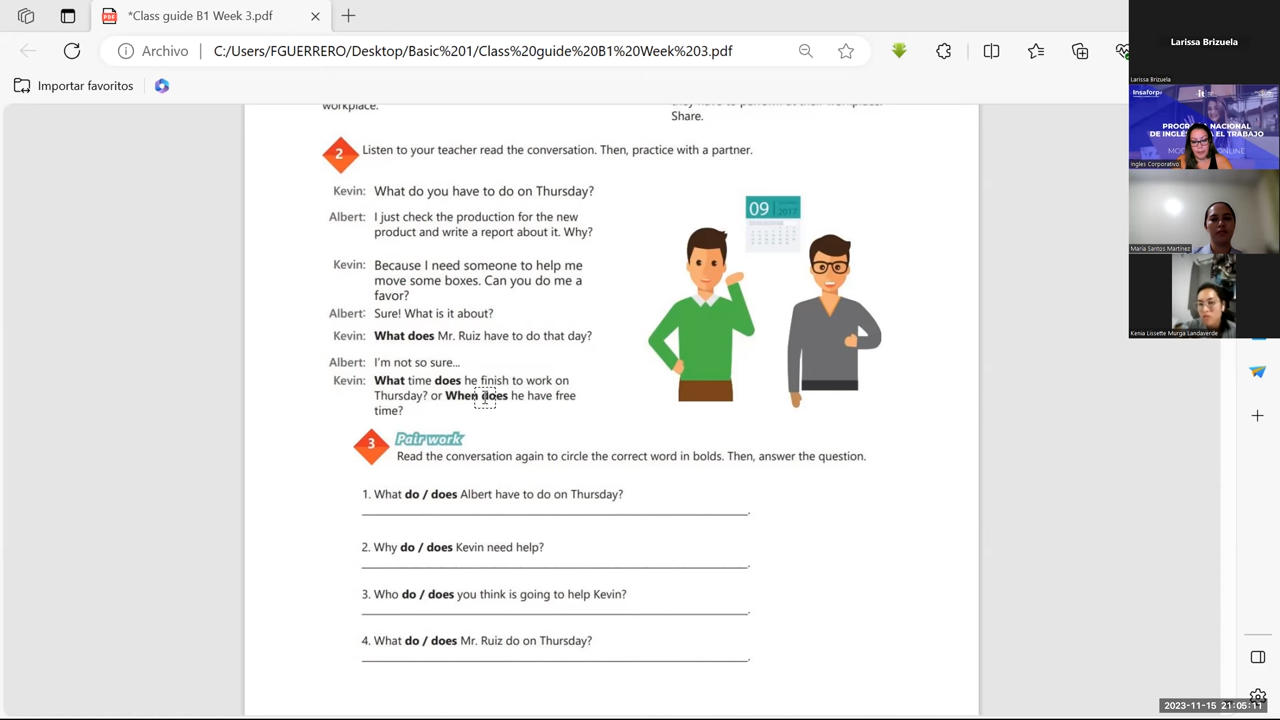 *Class guide B1 Week 3.pdf
Archivo
C:/Users/FGUERRERO/Desktop/Basic%201/Class%20guide%20B1%20Week%203.pdf
Importar favoritos
workplace.
they have to perform at their workplace.
Share.
2
Listen to your teacher read the conversation. Then, practice with a partner.
Kevin: What do you have to do on Thursday?
Albert: I just check the production for the new
product and write a report about it. Why?
Kevin: Because I need someone to help me
move some boxes. Can you do me a
favor?
Albert: Sure! What is it about?
Kevin: What does Mr. Ruiz have to do that day?
Albert: I'm not so sure...
Kevin: What time does he finish to work on
Thursday? or When does he have free
time?
09
2017
3
Pair work
Read the conversation again to circle the correct word in bolds. Then, answer the question.
1. What do / does Albert have to do on Thursday?
2. Why do / does Kevin need help?
3. Who do / does you think is going to help Kevin?
4. What do / does Mr. Ruiz do on Thursday?
Larissa Brizuela
Larissa Brizuela
Insaforp
Ingles Corporativo
Maria Santos Martinez
Kenia Lissette Murga Landaverde
2023-11-15 21:05:11